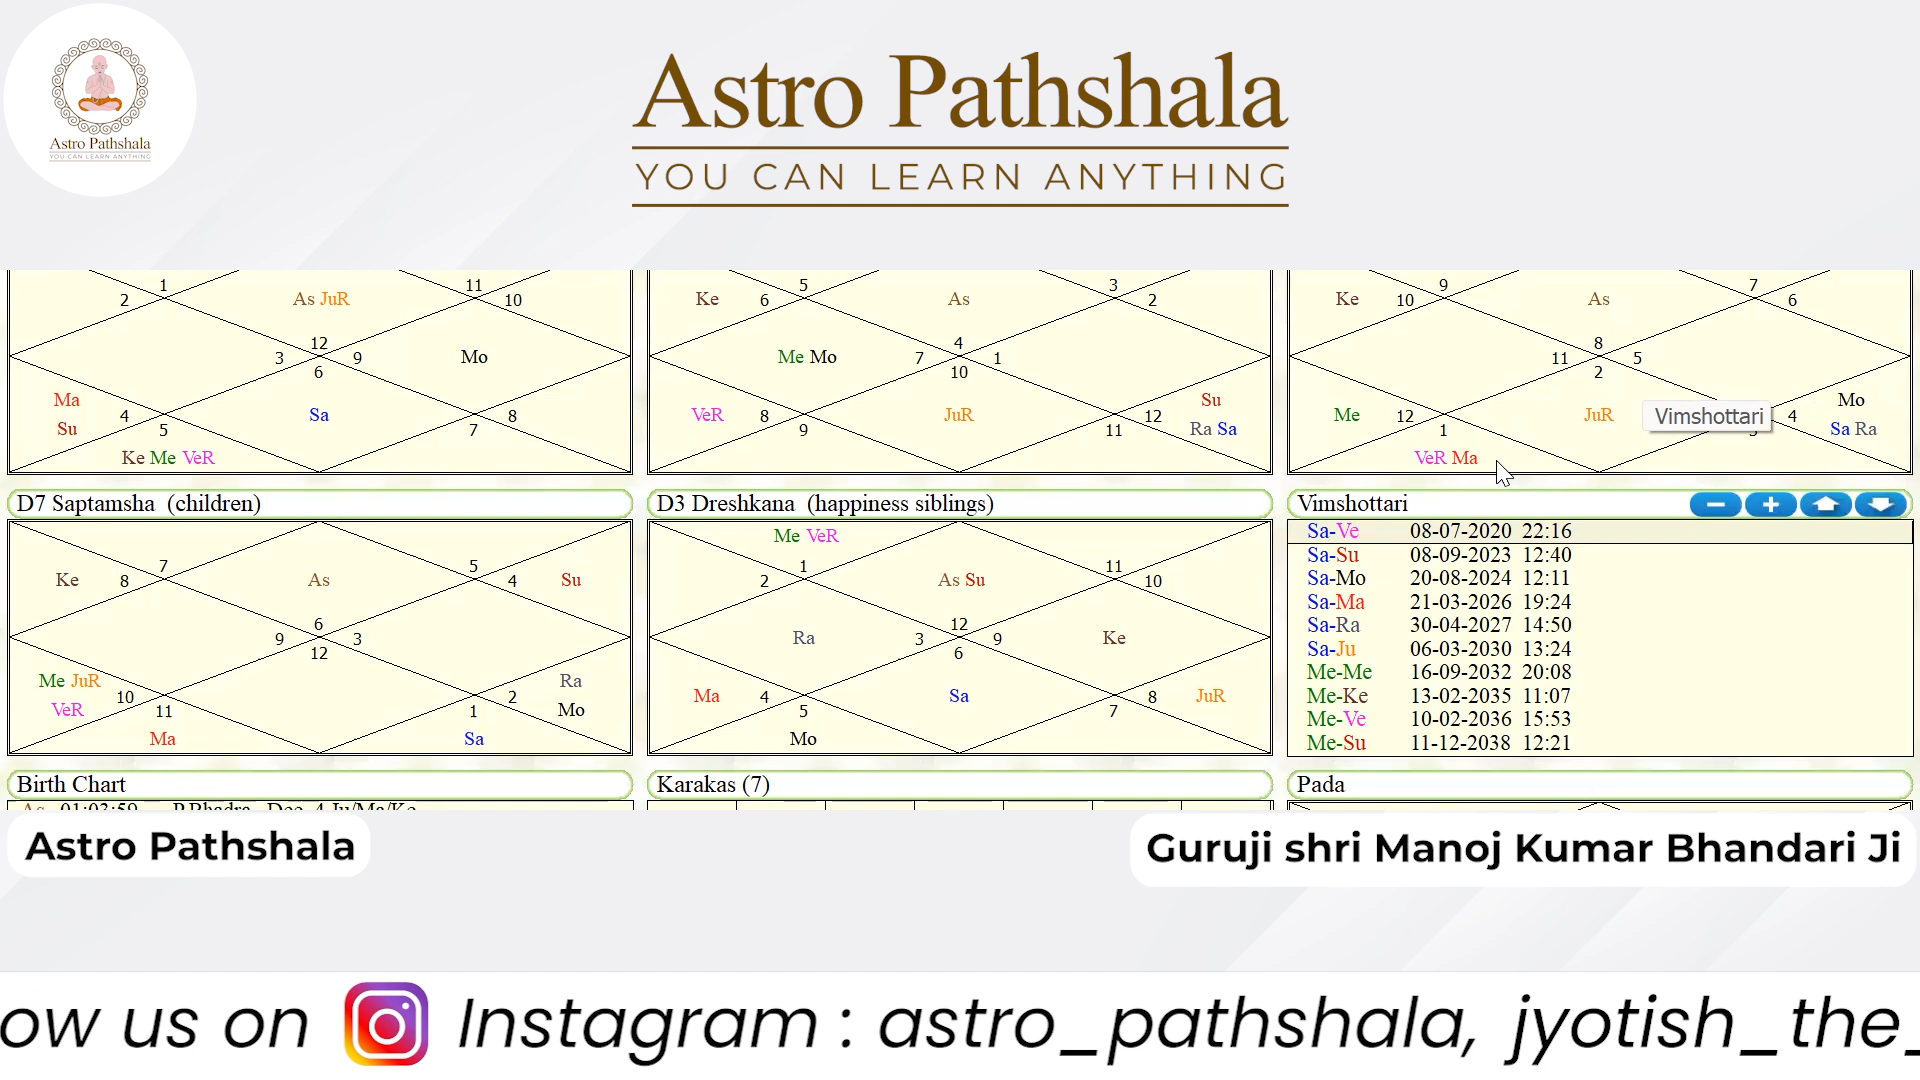 Astro Pathshala
YOU CAN LEARN ANYTHING
Astro Pathshala
YOU CAN LEARN ANYTHING
1 11
2 As JuR 10
12
3 9 Mo
6
Ma
4 Sa 8
Su 5 7
Ke Me VeR
5 3
Ke 6 As 2
4
Me Mo 7 1
10
Su
VeR 8 JuR 12
9 11 Ra Sa
9 7
Ke 10 As 6
8
11 5
2
Mo
Me 12 JuR Vimshottari 4
1 Sa Ra
VeR Ma
D7 Saptamsha (children)
7 5
Ke 8 As 4 Su
6
9 3
12
Me JuR Ra
10 2
VeR 11 1 Mo
Ma Sa
D3 Dreshkana (happiness siblings)
Me VeR
1 11
2 As Su 10
12
Ra 3 9 Ke
6
Ma 4 Sa 8 JuR
5 7
Mo
Vimshottari
Sa-Ve 08-07-2020 22:16
Sa-Su 08-09-2023 12:40
Sa-Mo 20-08-2024 12:11
Sa-Ma 21-03-2026 19:24
Sa-Ra 30-04-2027 14:50
Sa-Ju 06-03-2030 13:24
Me-Me 16-09-2032 20:08
Me-Ke 13-02-2035 11:07
Me-Ve 10-02-2036 15:53
Me-Su 11-12-2038 12:21
Birth Chart
Karakas (7)
Pada
Astro Pathshala
Guruji shri Manoj Kumar Bhandari Ji
ow us on Instagram : astro_pathshala, jyotish_the_